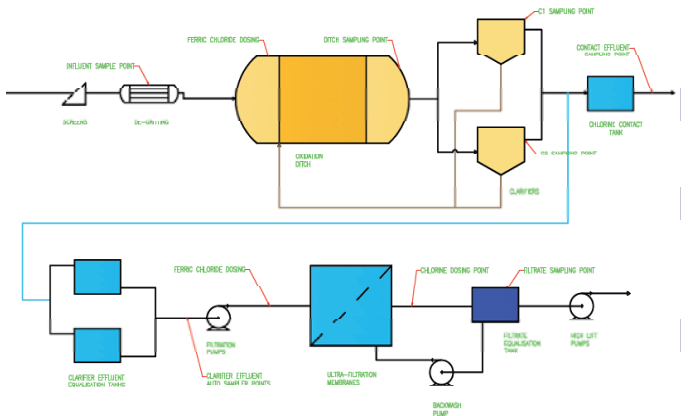 C1 SAMPLING POINT
FERRIC CHLORIDE DOSING
DITCH SAMPLING POINT
CONTACT EFFLUENT
SAMPLING POINT
INFLUENT SAMPLE POINT
SCREENS
DE-GRITTING
CHLORINE CONTACT
TANK
OXIDATION
DITCH
C2 SAMPLING POINT
CLARIFIERS
FERRIC CHLORIDE DOSING
CHLORINE DOSING POINT
FILTRATE SAMPLING POINT
FILTRATION
PUMPS
FILTRATE
EQUALISATION
TANK
HIGH LIFT
PUMPS
CLARIFIER EFFLUENT
EQUALISATION TANKS
CLARIFIER EFFLUENT
AUTO SAMPLER POINTS
ULTRA-FILTRATION
MEMBRANES
BACKWASH
PUMP